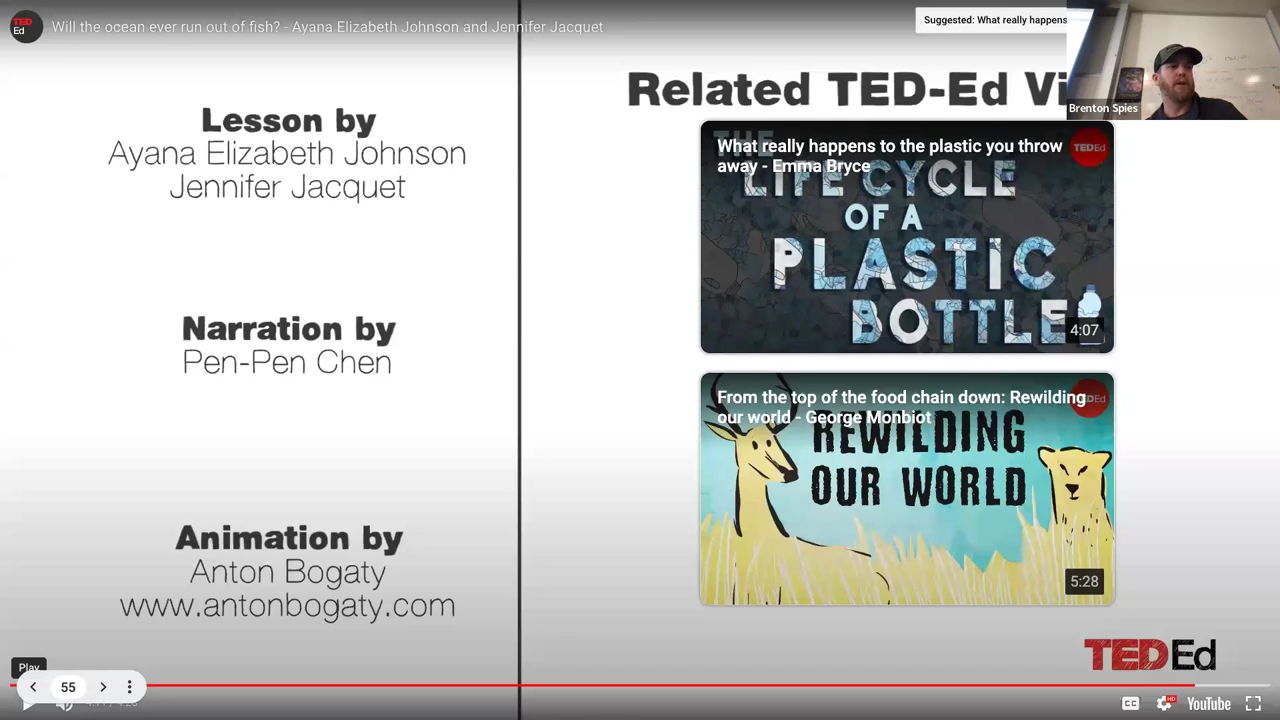 TED
Ed
Will the ocean ever run out of fish? - Ayana Elizabeth Johnson and Jennifer Jacquet
Suggested: What really happens
Brenton Spies
Lesson by
Ayana Elizabeth Johnson
Jennifer Jacquet
Narration by
Pen-Pen Chen
Animation by
Anton Bogaty
www.antonbogaty.com
Related TED-Ed Vi
What really happens to the plastic you throw
away - Emma Bryce
TEDEd
THE
LIFE CYCLE
OF A
PLASTIC
BOTTLE
4:07
From the top of the food chain down: Rewilding
our world - George Monbiot
REWILDING
OUR WORLD
5:28
TEDEd
Play
55
CC
HD
YouTube